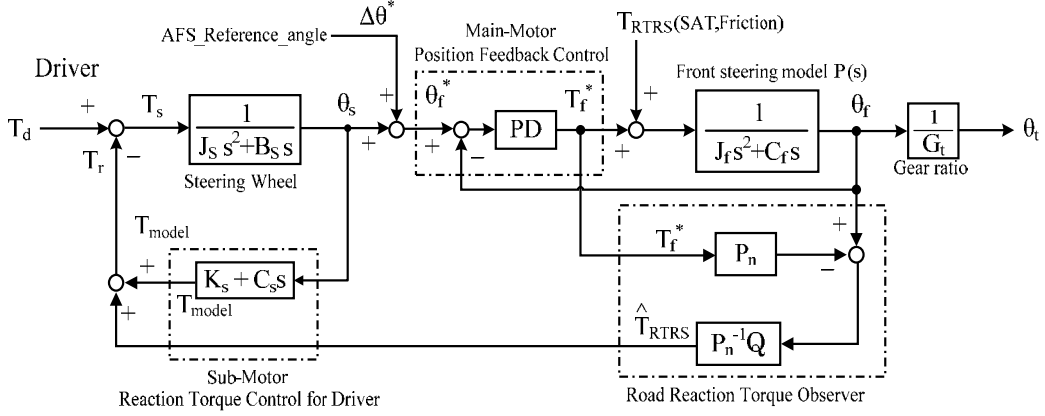 AFS_Reference_angle
Δθ*
Main-Motor
Position Feedback Control
T_RTRS(SAT,Friction)
Front steering model P(s)
Driver
T_d
+
−
T_s
1
J_S s²+B_S s
Steering Wheel
θ_s
+
+
θ_f*
+
−
PD
T_f*
+
+
1
J_f s²+C_f s
θ_f
1
G_t
Gear ratio
θ_t
T_r
T_model
+
+
K_s + C_s s
T_model
T_f*
P_n
+
−
T̂_RTRS
P_n⁻¹Q
Sub-Motor
Reaction Torque Control for Driver
Road Reaction Torque Observer